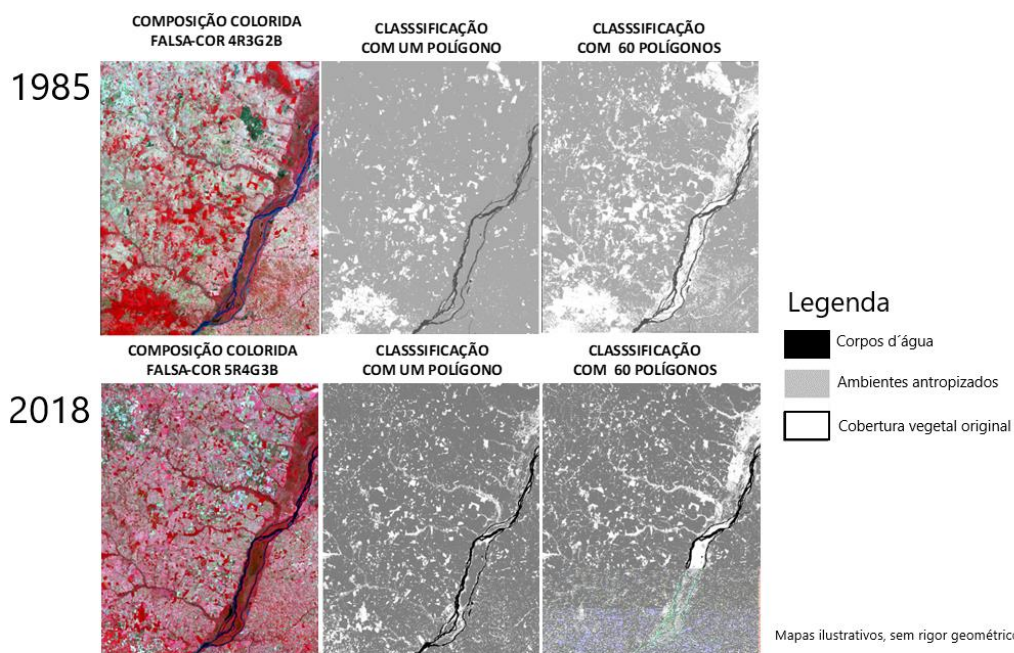 COMPOSIÇÃO COLORIDA
FALSA-COR 4R3G2B
CLASSSIFICAÇÃO
COM UM POLÍGONO
CLASSSIFICAÇÃO
COM 60 POLÍGONOS
1985
COMPOSIÇÃO COLORIDA
FALSA-COR 5R4G3B
CLASSSIFICAÇÃO
COM UM POLÍGONO
CLASSSIFICAÇÃO
COM 60 POLÍGONOS
2018
Legenda
Corpos d´água
Ambientes antropizados
Cobertura vegetal original
Mapas ilustrativos, sem rigor geométrico